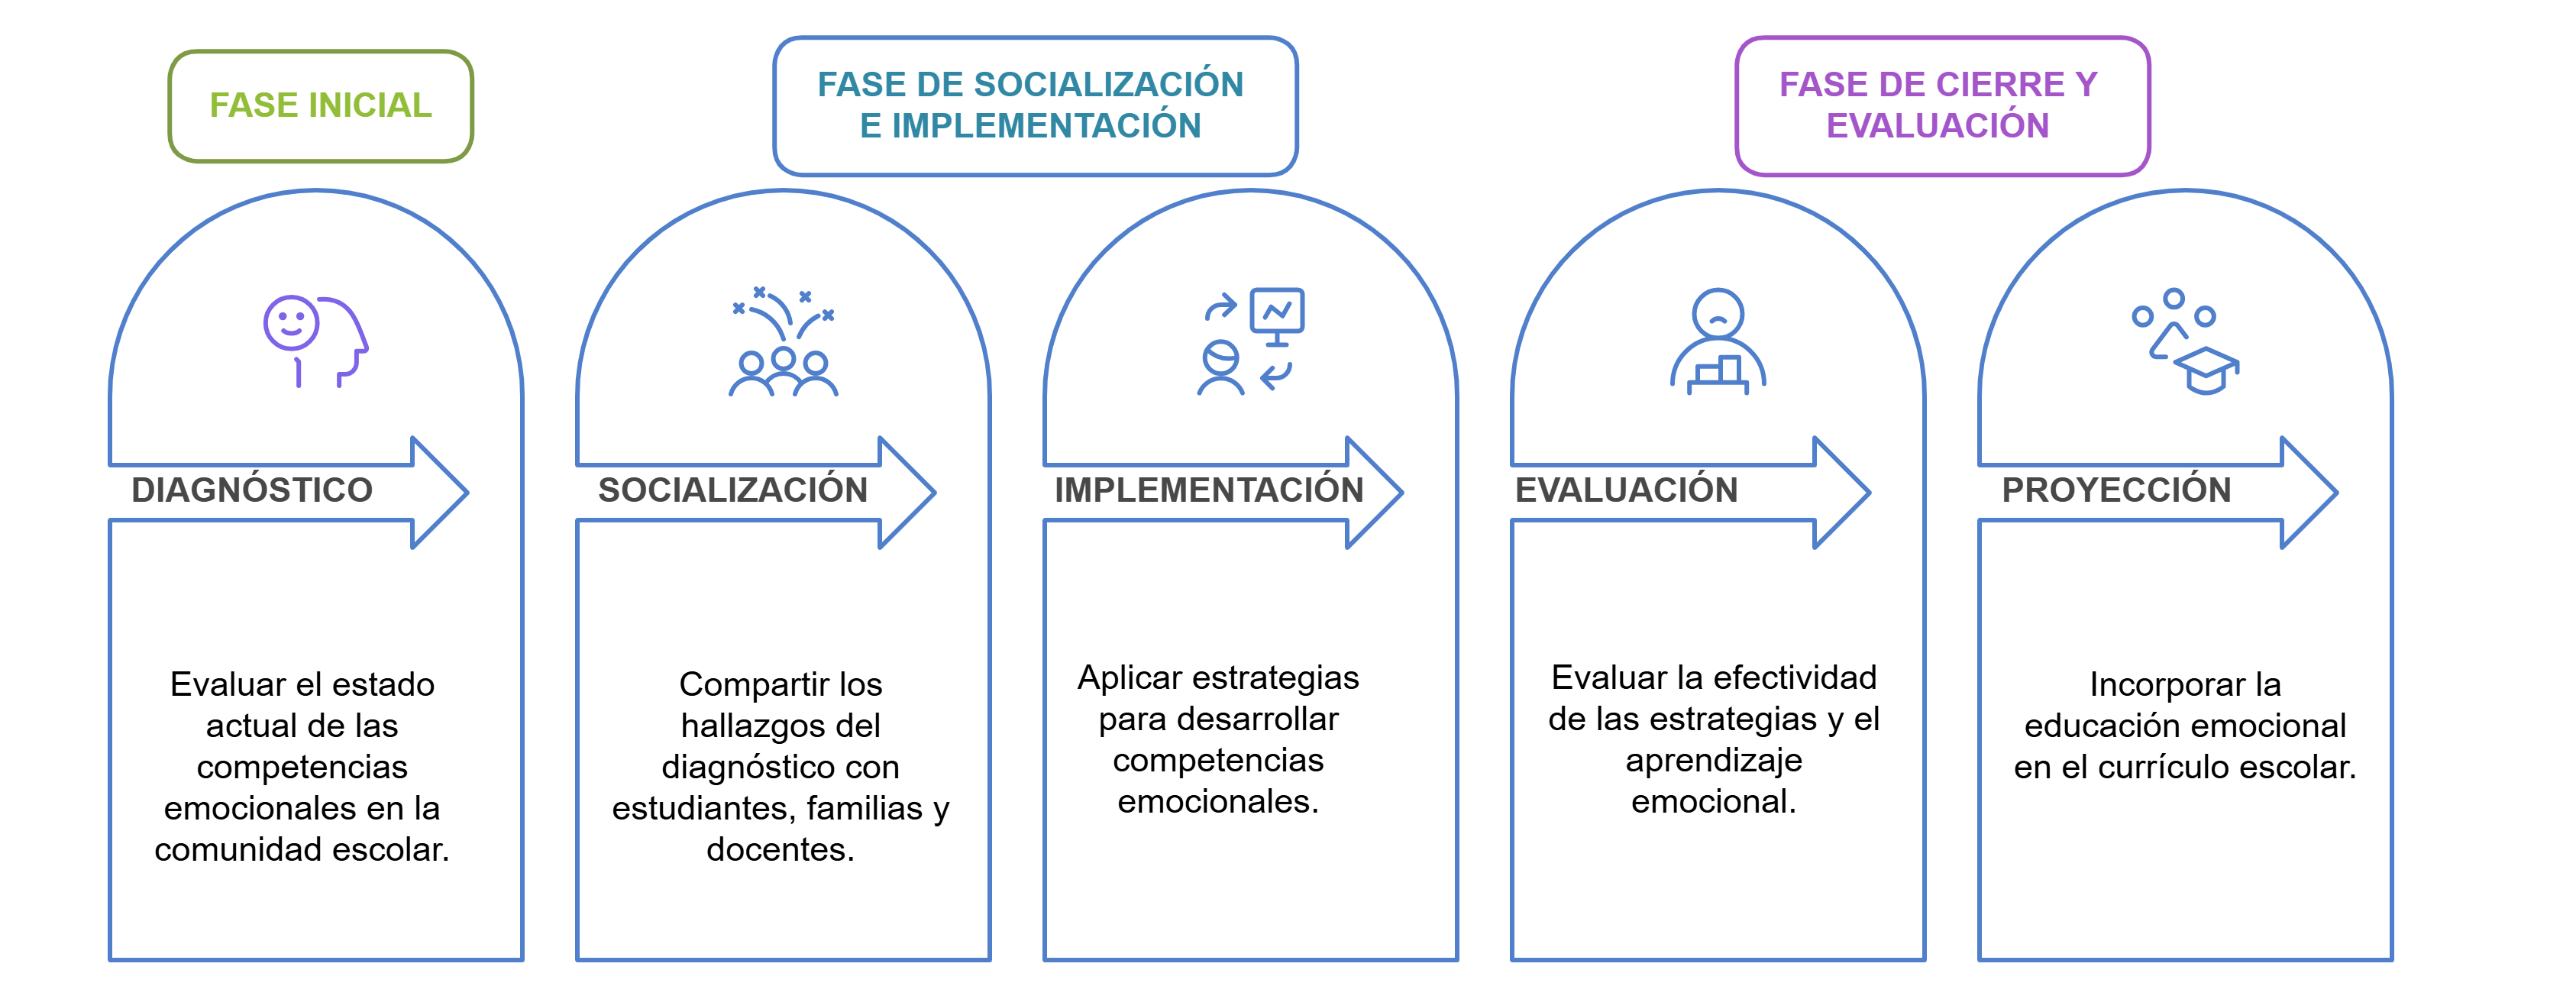 FASE INICIAL
FASE DE SOCIALIZACIÓN
E IMPLEMENTACIÓN
FASE DE CIERRE Y
EVALUACIÓN
DIAGNÓSTICO
Evaluar el estado
actual de las
competencias
emocionales en la
comunidad escolar.
SOCIALIZACIÓN
Compartir los
hallazgos del
diagnóstico con
estudiantes, familias y
docentes.
IMPLEMENTACIÓN
Aplicar estrategias
para desarrollar
competencias
emocionales.
EVALUACIÓN
Evaluar la efectividad
de las estrategias y el
aprendizaje
emocional.
PROYECCIÓN
Incorporar la
educación emocional
en el currículo escolar.